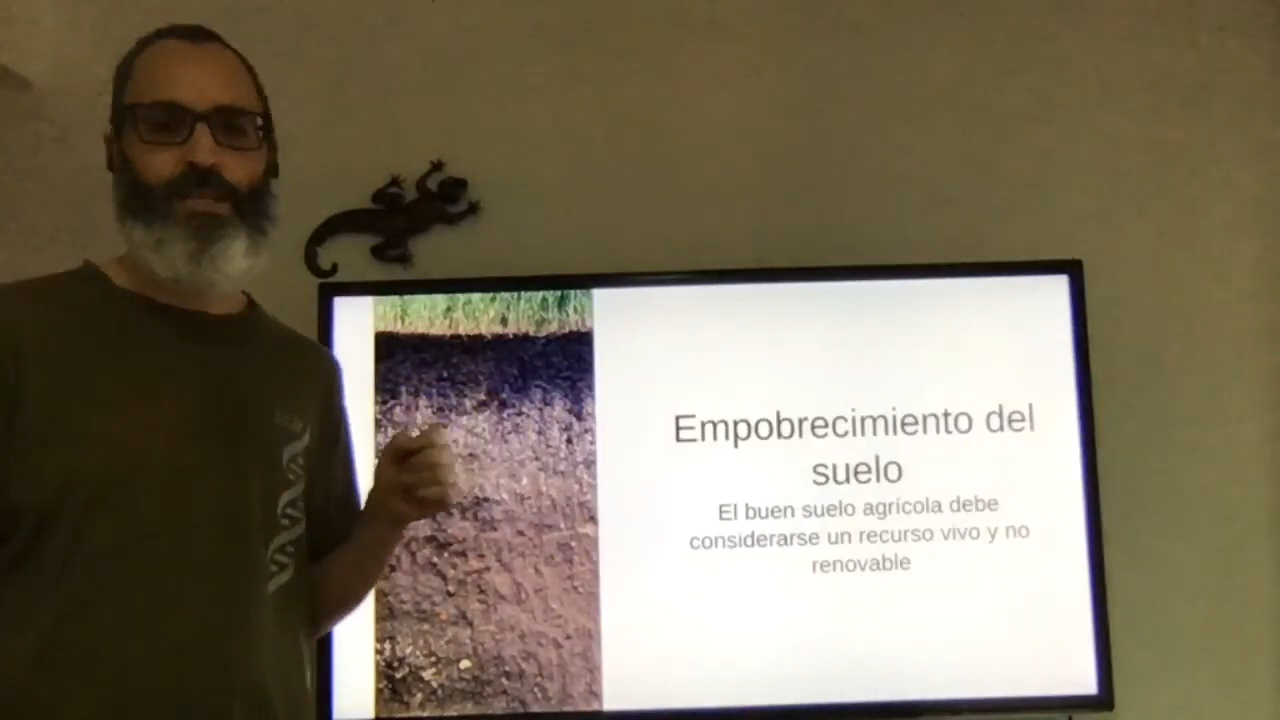 Empobrecimiento del
suelo
El buen suelo agrícola debe
considerarse un recurso vivo y no
renovable